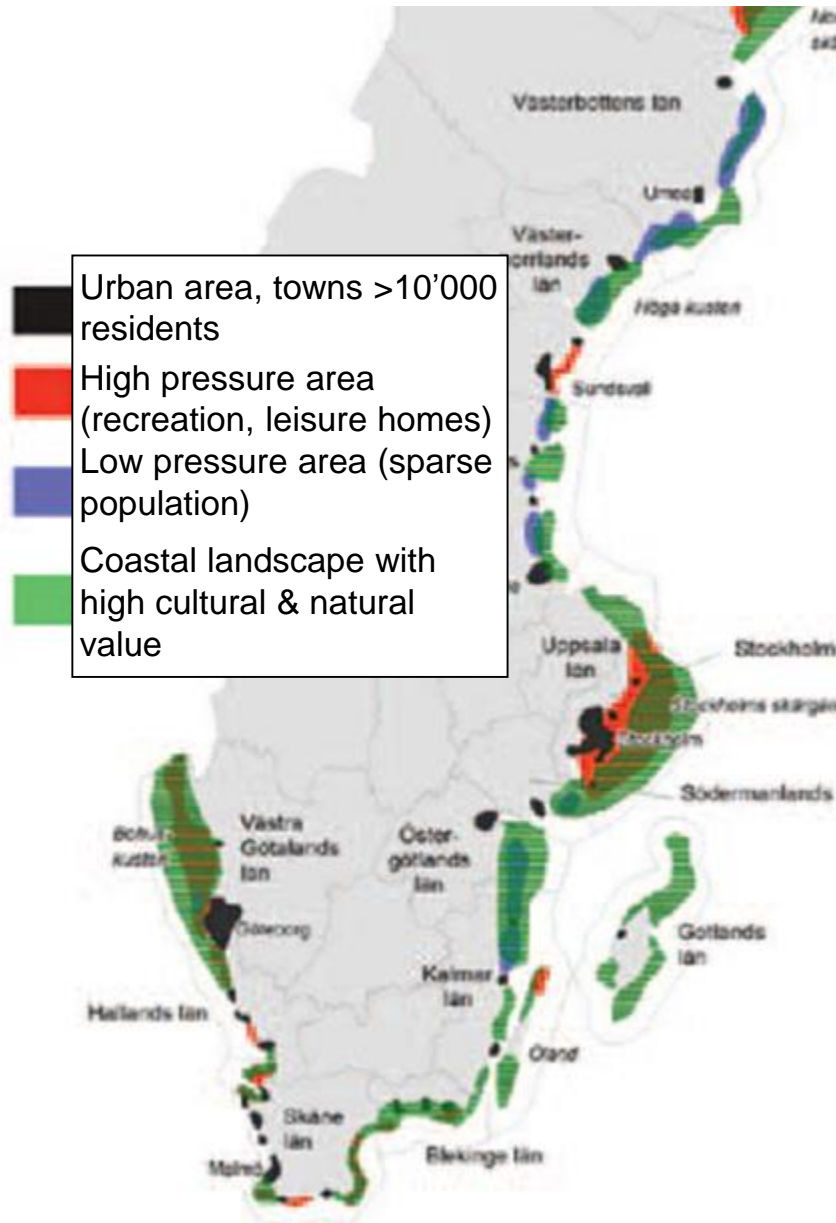 Västerbottens län
Umeå
Väster-
norrlands
län
Höga kusten
Sundsvall
Urban area, towns >10’000
residents
High pressure area
(recreation, leisure homes)
Low pressure area (sparse
population)
Coastal landscape with
high cultural & natural
value
Uppsala
län
Stockholm
Stockholms skärgår
Stockholm
Södermanlands
Bohus-
kusten
Västra
Götalands
län
Öster-
götlands
län
Göteborg
Gotlands
län
Kalmar
län
Hallands län
Öland
Skåne
län
Blekinge län
Malmö